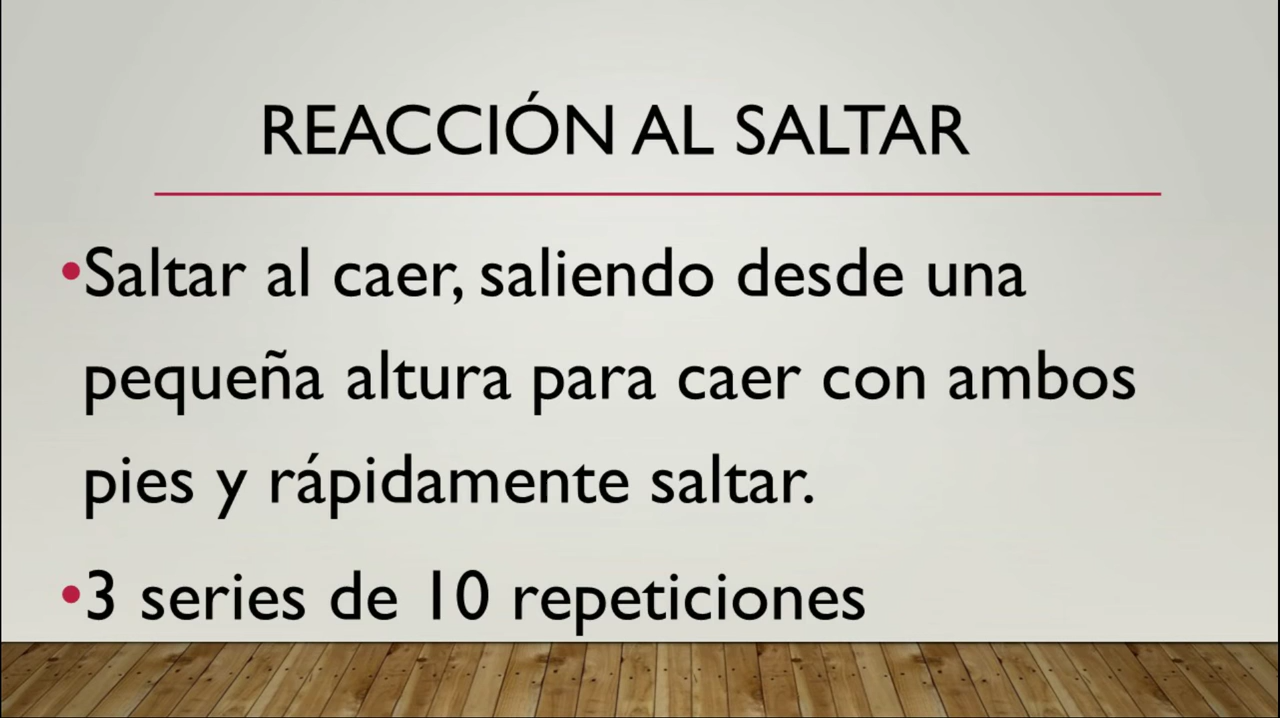 REACCIÓN AL SALTAR
•Saltar al caer, saliendo desde una
pequeña altura para caer con ambos
pies y rápidamente saltar.
•3 series de 10 repeticiones